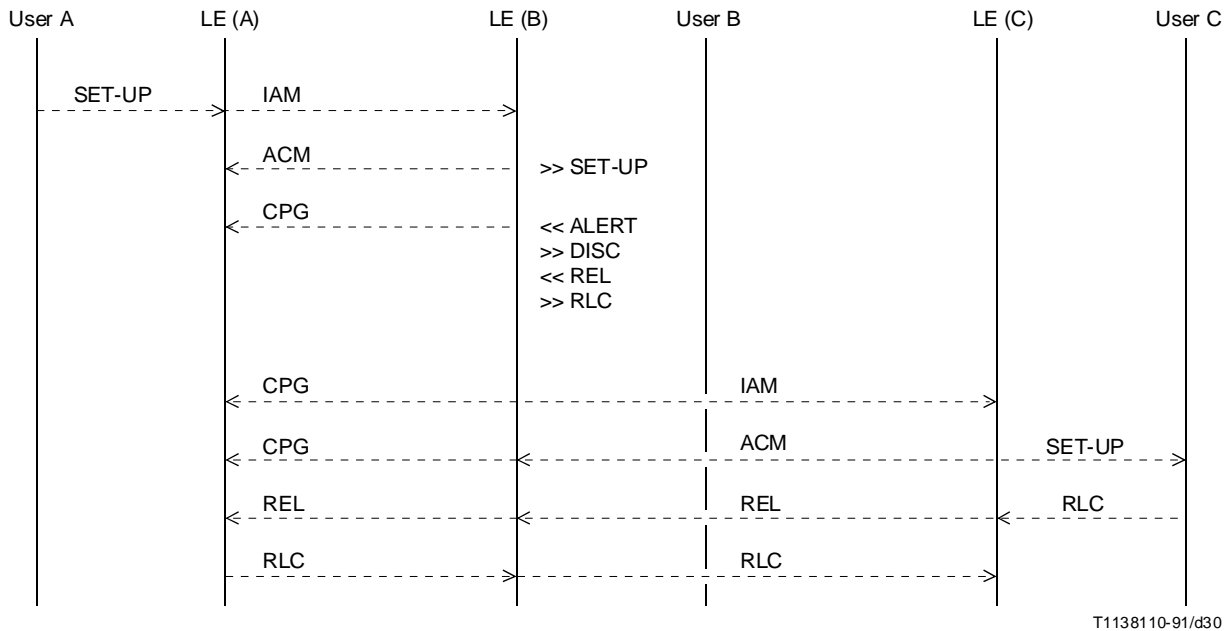 User A LE (A) LE (B) User B LE (C) User C
SET-UP IAM
ACM >> SET-UP
CPG << ALERT
>> DISC
<< REL
>> RLC
CPG IAM
CPG ACM SET-UP
REL REL RLC
RLC RLC
T1138110-91/d30